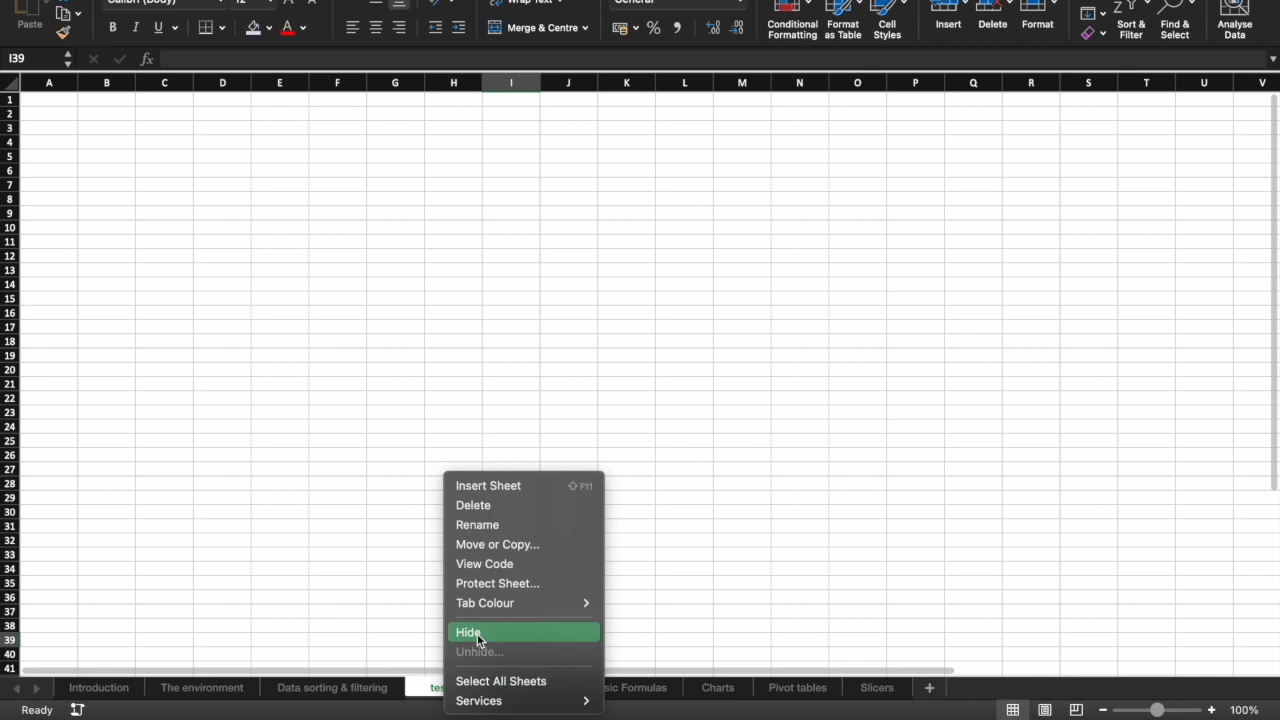 Paste
Calibri (Body) 12 Wrap Text General
B I U A Merge & Centre % Conditional Formatting Format as Table Cell Styles Insert Delete Format Sort & Filter Find & Select Analyse Data
I39 fx
A B C D E F G H I J K L M N O P Q R S T U V
1
2
3
4
5
6
7
8
9
10
11
12
13
14
15
16
17
18
19
20
21
22
23
24
25
26
27
28
29
30
31
32
33
34
35
36
37
38
39
40
41
Insert Sheet ⇧F11
Delete
Rename
Move or Copy...
View Code
Protect Sheet...
Tab Colour
Hide
Unhide...
Select All Sheets
Services
Introduction The environment Data sorting & filtering tes sic Formulas Charts Pivot tables Slicers +
Ready 100%